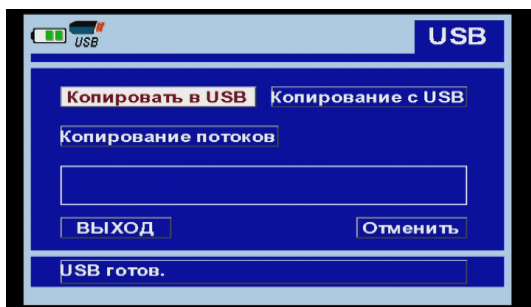 USB USB
Копировать в USB Копирование с USB
Копирование потоков
ВЫХОД Отменить
USB готов.